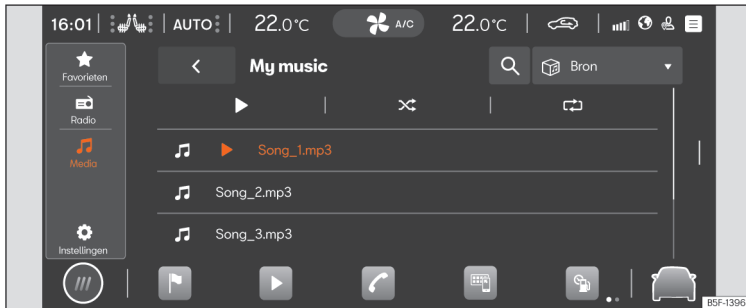 16:01 AUTO 22.0°C A/C 22.0°C
Favorieten
Radio
Media
Instellingen
My music
Bron
Song_1.mp3
Song_2.mp3
Song_3.mp3
B5F-1396